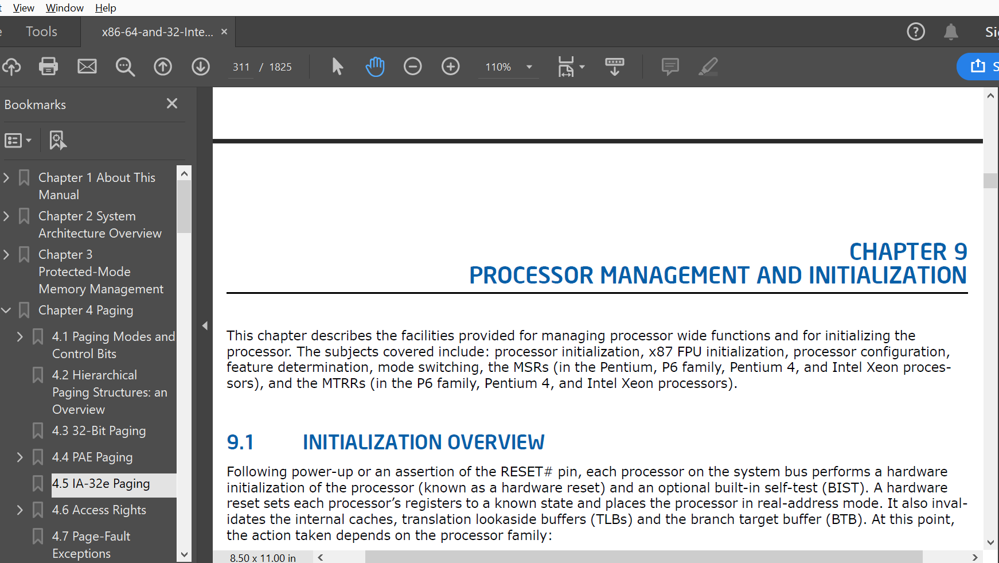 View Window Help
Tools
x86-64-and-32-Inte... ×
311 / 1825
110%
Bookmarks
Chapter 1 About This
Manual
Chapter 2 System
Architecture Overview
Chapter 3
Protected-Mode
Memory Management
Chapter 4 Paging
4.1 Paging Modes and
Control Bits
4.2 Hierarchical
Paging Structures: an
Overview
4.3 32-Bit Paging
4.4 PAE Paging
4.5 IA-32e Paging
4.6 Access Rights
4.7 Page-Fault
Exceptions
CHAPTER 9
PROCESSOR MANAGEMENT AND INITIALIZATION
This chapter describes the facilities provided for managing processor wide functions and for initializing the
processor. The subjects covered include: processor initialization, x87 FPU initialization, processor configuration,
feature determination, mode switching, the MSRs (in the Pentium, P6 family, Pentium 4, and Intel Xeon proces-
sors), and the MTRRs (in the P6 family, Pentium 4, and Intel Xeon processors).
9.1 INITIALIZATION OVERVIEW
Following power-up or an assertion of the RESET# pin, each processor on the system bus performs a hardware
initialization of the processor (known as a hardware reset) and an optional built-in self-test (BIST). A hardware
reset sets each processor's registers to a known state and places the processor in real-address mode. It also inval-
idates the internal caches, translation lookaside buffers (TLBs) and the branch target buffer (BTB). At this point,
the action taken depends on the processor family:
8.50 x 11.00 in